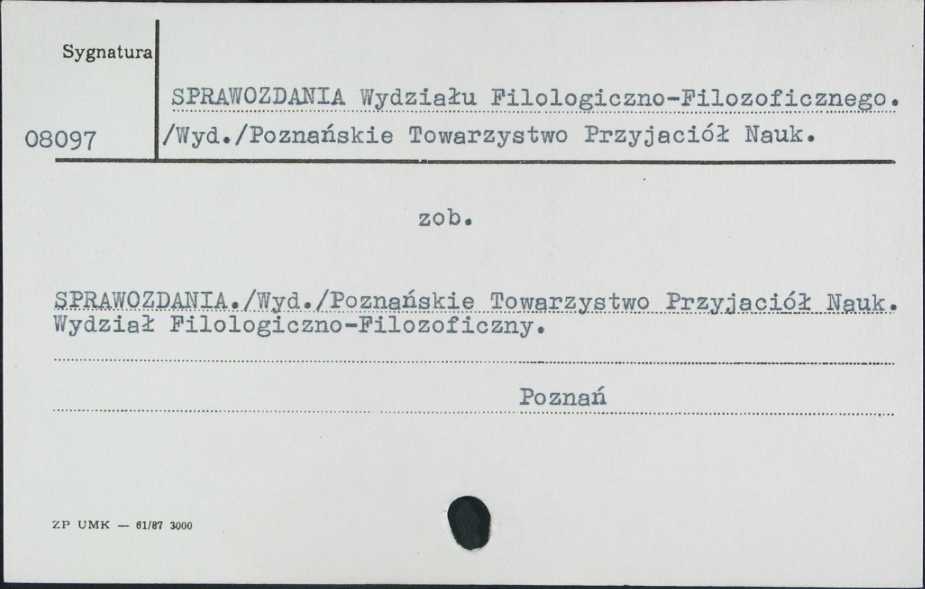 Sygnatura
SPRAWOZDANIA Wydziału Filologiczno-Filozoficznego.
08097
/Wyd./Poznańskie Towarzystwo Przyjaciół Nauk.
zob.
SPRAWOZDANIA./Wyd./Poznańskie Towarzystwo Przyjaciół Nauk.
Wydział Filologiczno-Filozoficzny.
Poznań
ZP UMK — 61/87 3000